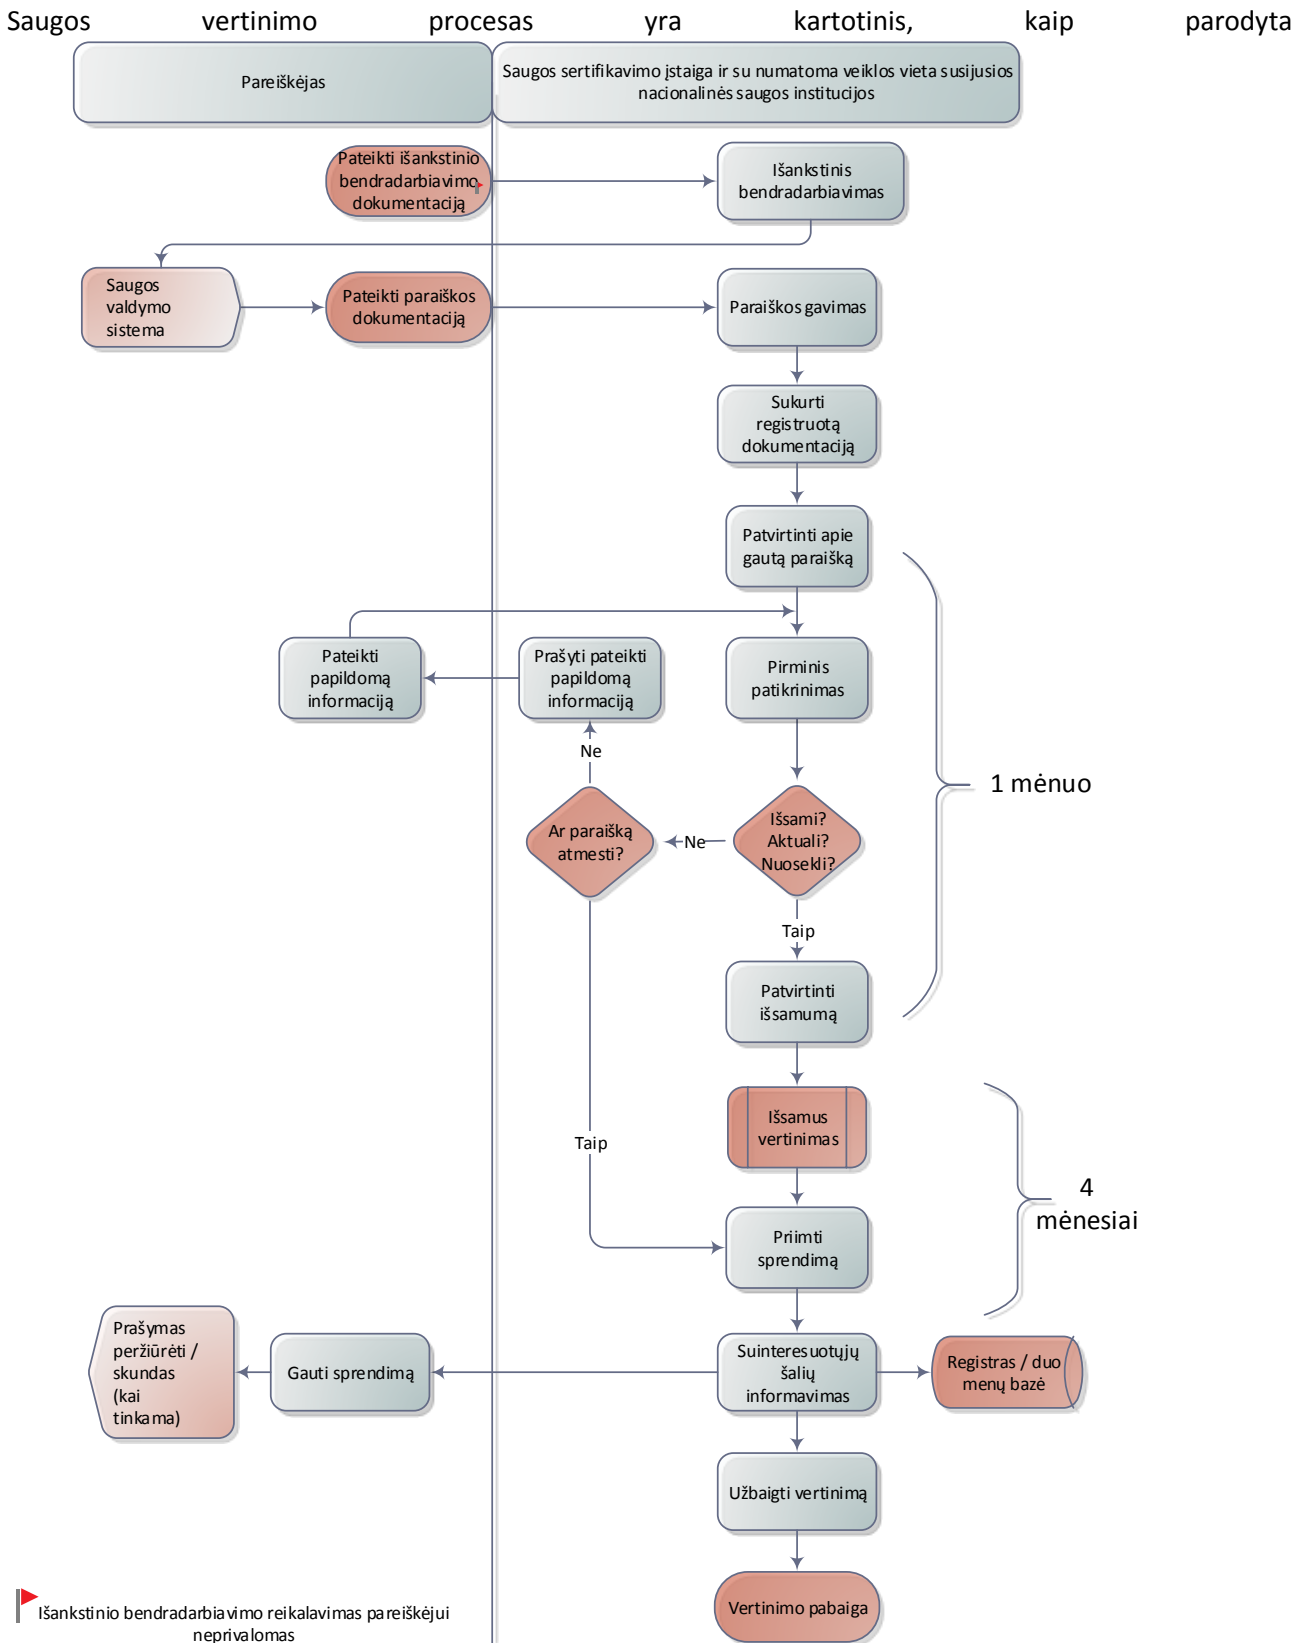 Saugos vertinimo procesas yra kartotinis, kaip parodyta
Pareiškėjas
Saugos sertifikavimo įstaiga ir su numatoma veiklos vieta susijusios
nacionalinės saugos institucijos
Pateikti išankstinio
bendradarbiavimo
dokumentaciją
Išankstinis
bendradarbiavimas
Saugos
valdymo
sistema
Pateikti paraiškos
dokumentaciją
Paraiškos gavimas
Sukurti
registruotą
dokumentaciją
Patvirtinti apie
gautą paraišką
Pateikti
papildomą
informaciją
Prašyti pateikti
papildomą
informaciją
Pirminis
patikrinimas
Ne
1 mėnuo
Ar paraišką
atmesti?
Ne
Išsami?
Aktuali?
Nuosekli?
Taip
Patvirtinti
išsamumą
Išsamus
vertinimas
Taip
4
mėnesiai
Priimti
sprendimą
Prašymas
peržiūrėti /
skundas
(kai
tinkama)
Gauti sprendimą
Suinteresuotųjų
šalių
informavimas
Registras / duo
menų bazė
Užbaigti vertinimą
Vertinimo pabaiga
Išankstinio bendradarbiavimo reikalavimas pareiškėjui
neprivalomas